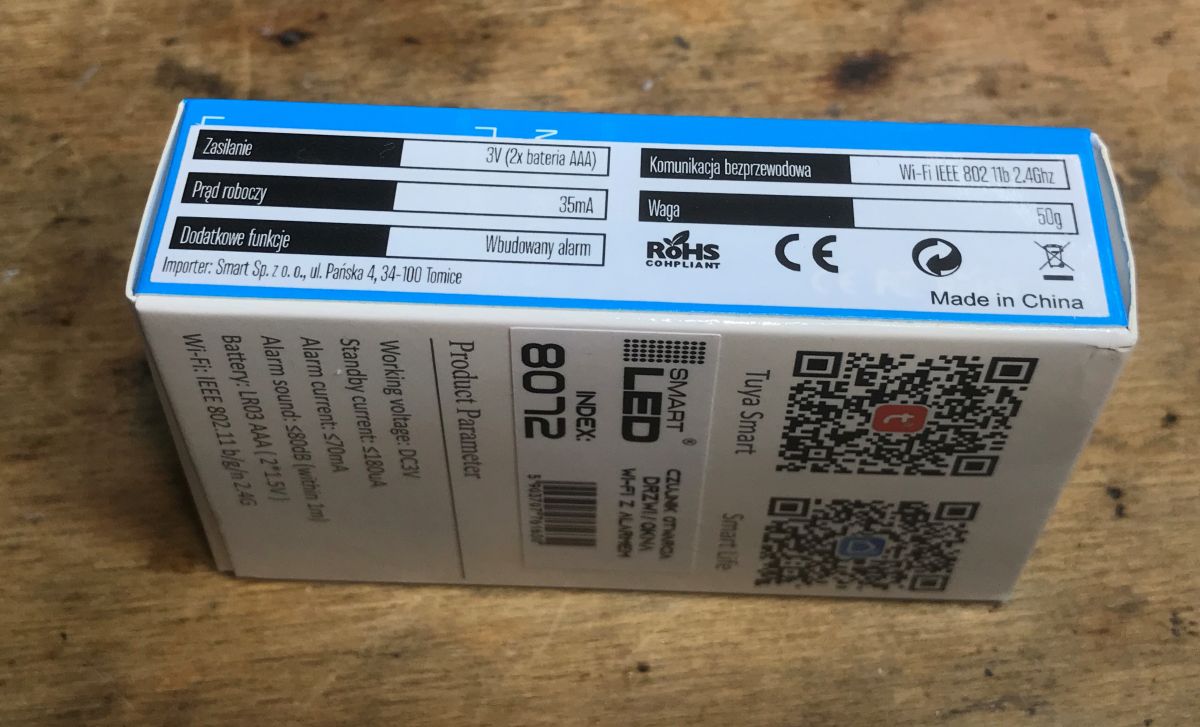 Zasilanie
3V (2x bateria AAA)
Prąd roboczy
35mA
Dodatkowe funkcje
Wbudowany alarm
Importer: Smart Sp. z o. o., ul. Pańska 4, 34-100 Tomice
Komunikacja bezprzewodowa
Wi-Fi IEEE 802 11b 2.4Ghz
Waga
50g
RoHS
COMPLIANT
CE
Made in China
Product Parameter
Working voltage: DC3V
Standby current: ≤180uA
Alarm current: ≤70mA
Alarm sound: ≤80dB (within 1m)
Battery: LR03 AAA ( 2*1.5V )
Wi-Fi: IEEE 802.11 b/g/n 2.4G
SMART
LED ®
INDEX:
8072
CZUJNIK OTWARCIA
DRZWI / OKNA
WI-FI Z ALARMEM
Tuya Smart
Smart Life